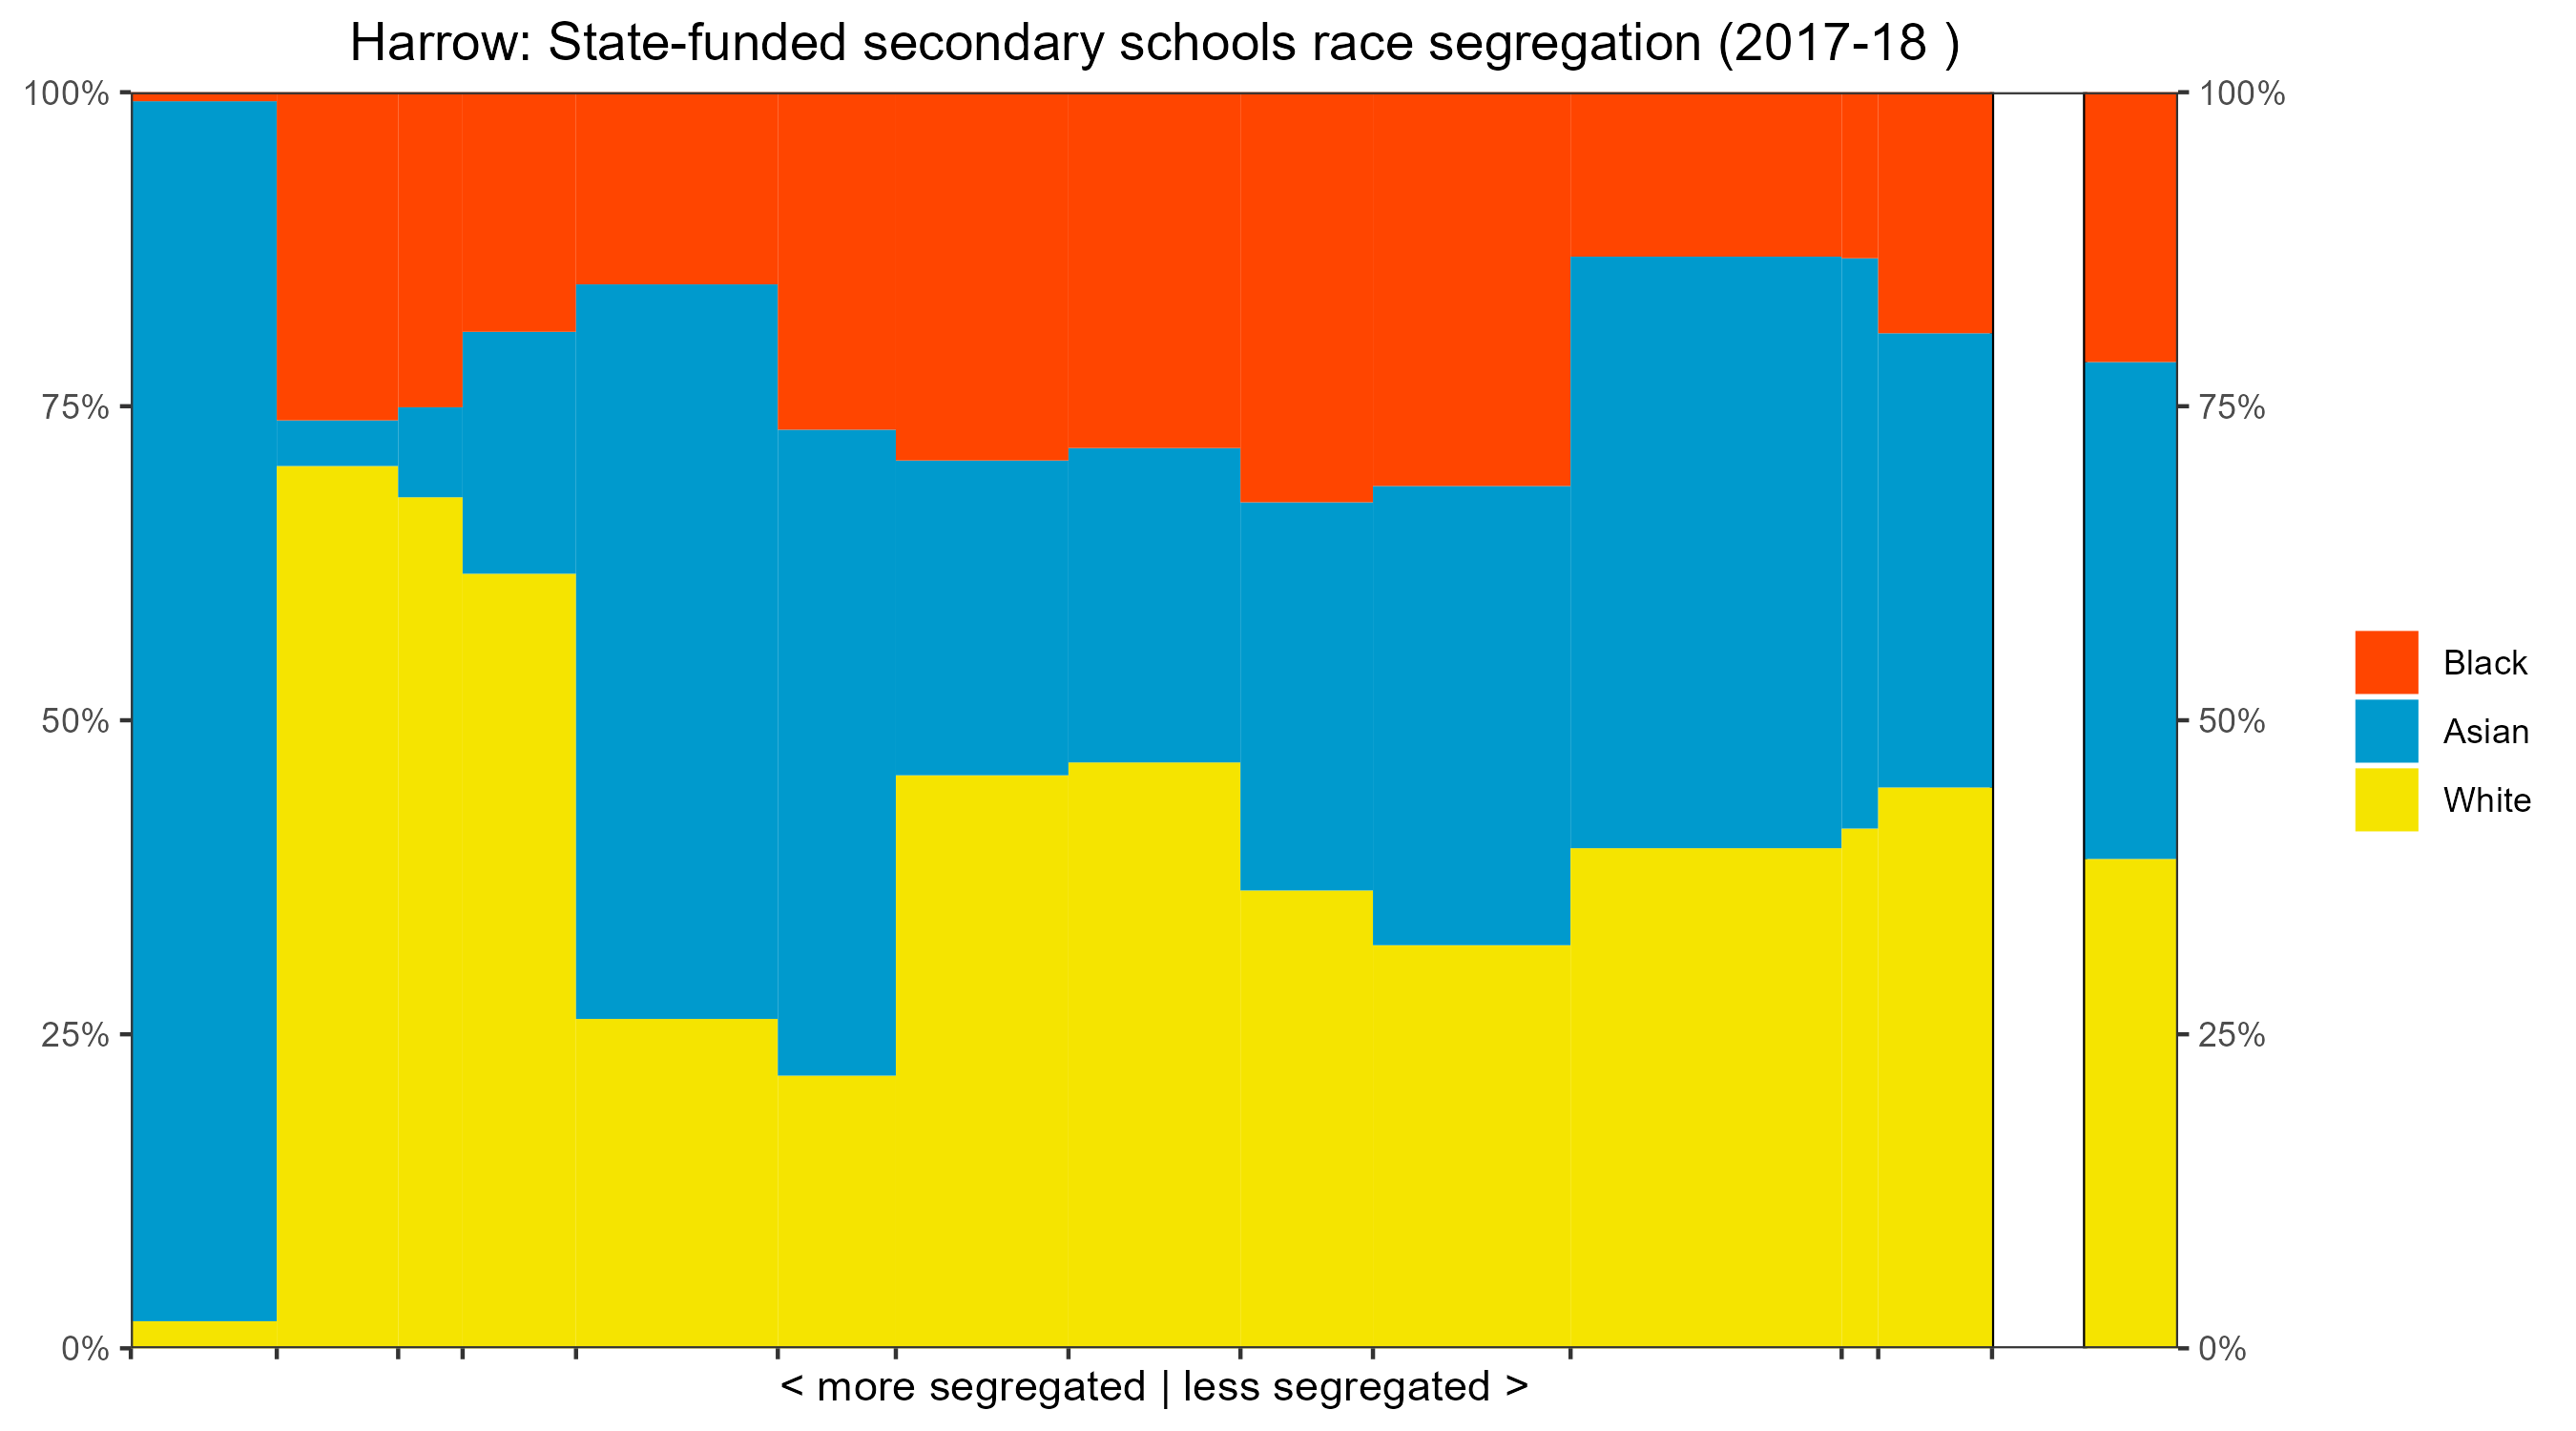 Harrow: State-funded secondary schools race segregation (2017-18 )
100%
75%
50%
25%
0%
100%
75%
50%
25%
0%
Black
Asian
White
< more segregated | less segregated >